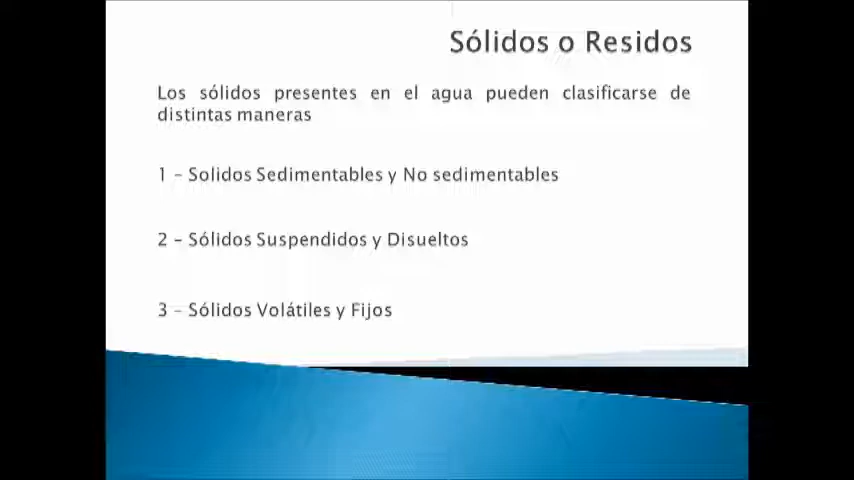 Sólidos o Residos
Los sólidos presentes en el agua pueden clasificarse de
distintas maneras
1 – Solidos Sedimentables y No sedimentables
2 – Sólidos Suspendidos y Disueltos
3 – Sólidos Volátiles y Fijos